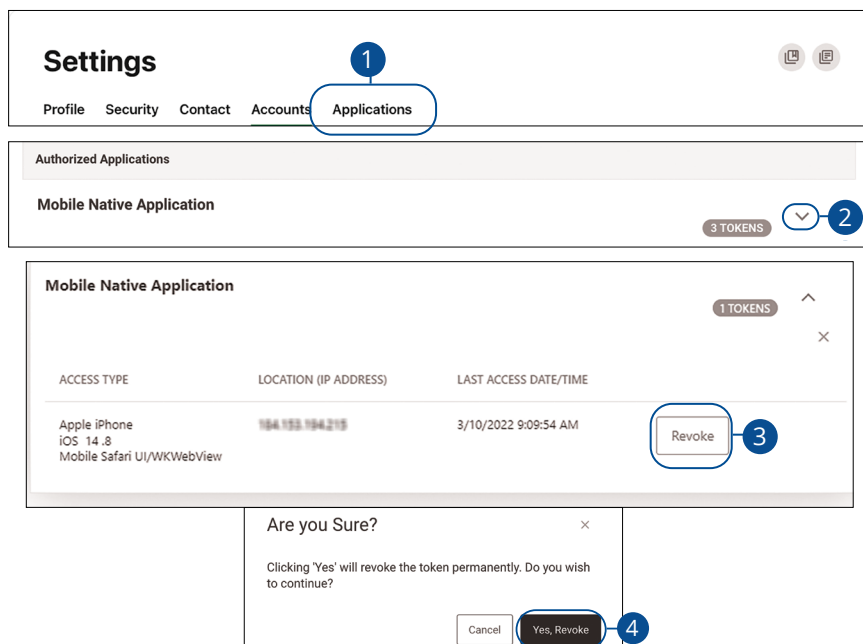 Settings
1
Profile Security Contact Accounts Applications
Authorized Applications
Mobile Native Application
3 TOKENS
2
Mobile Native Application
1 TOKENS
ACCESS TYPE LOCATION (IP ADDRESS) LAST ACCESS DATE/TIME
Apple iPhone 3/10/2022 9:09:54 AM
iOS 14 .8
Mobile Safari UI/WKWebView
Revoke
3
Are you Sure?
Clicking 'Yes' will revoke the token permanently. Do you wish
to continue?
Cancel Yes, Revoke
4